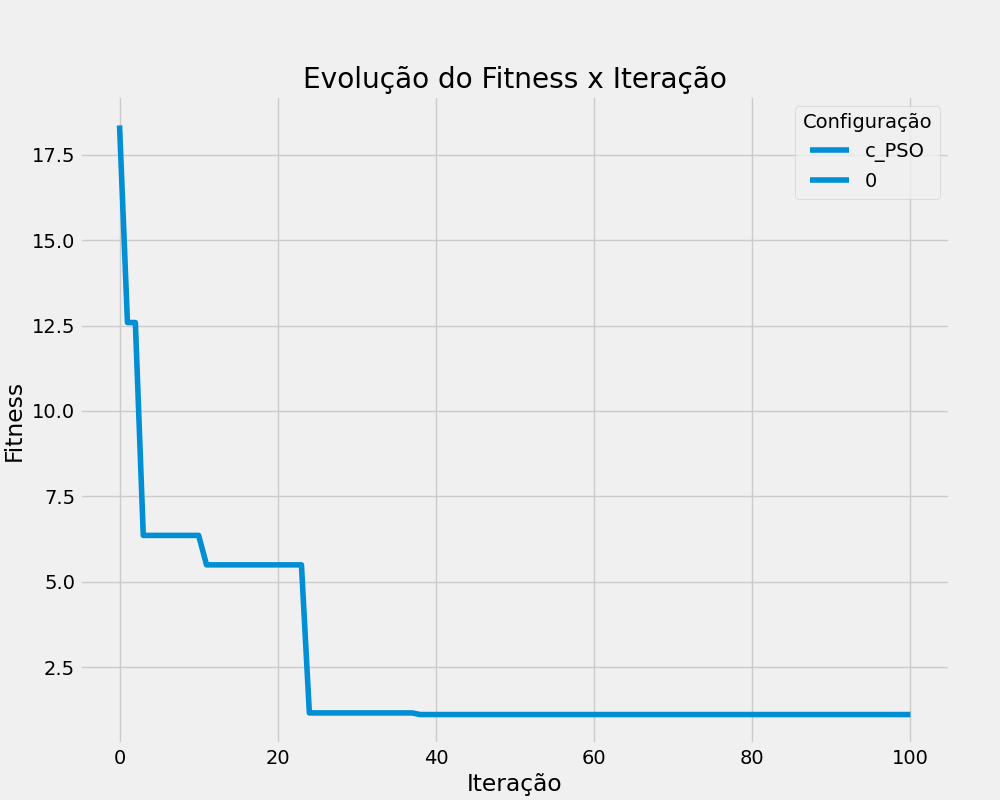 Evolução do Fitness x Iteração
Configuração
c_PSO
0
Fitness
17.5
15.0
12.5
10.0
7.5
5.0
2.5
0 20 40 60 80 100
Iteração